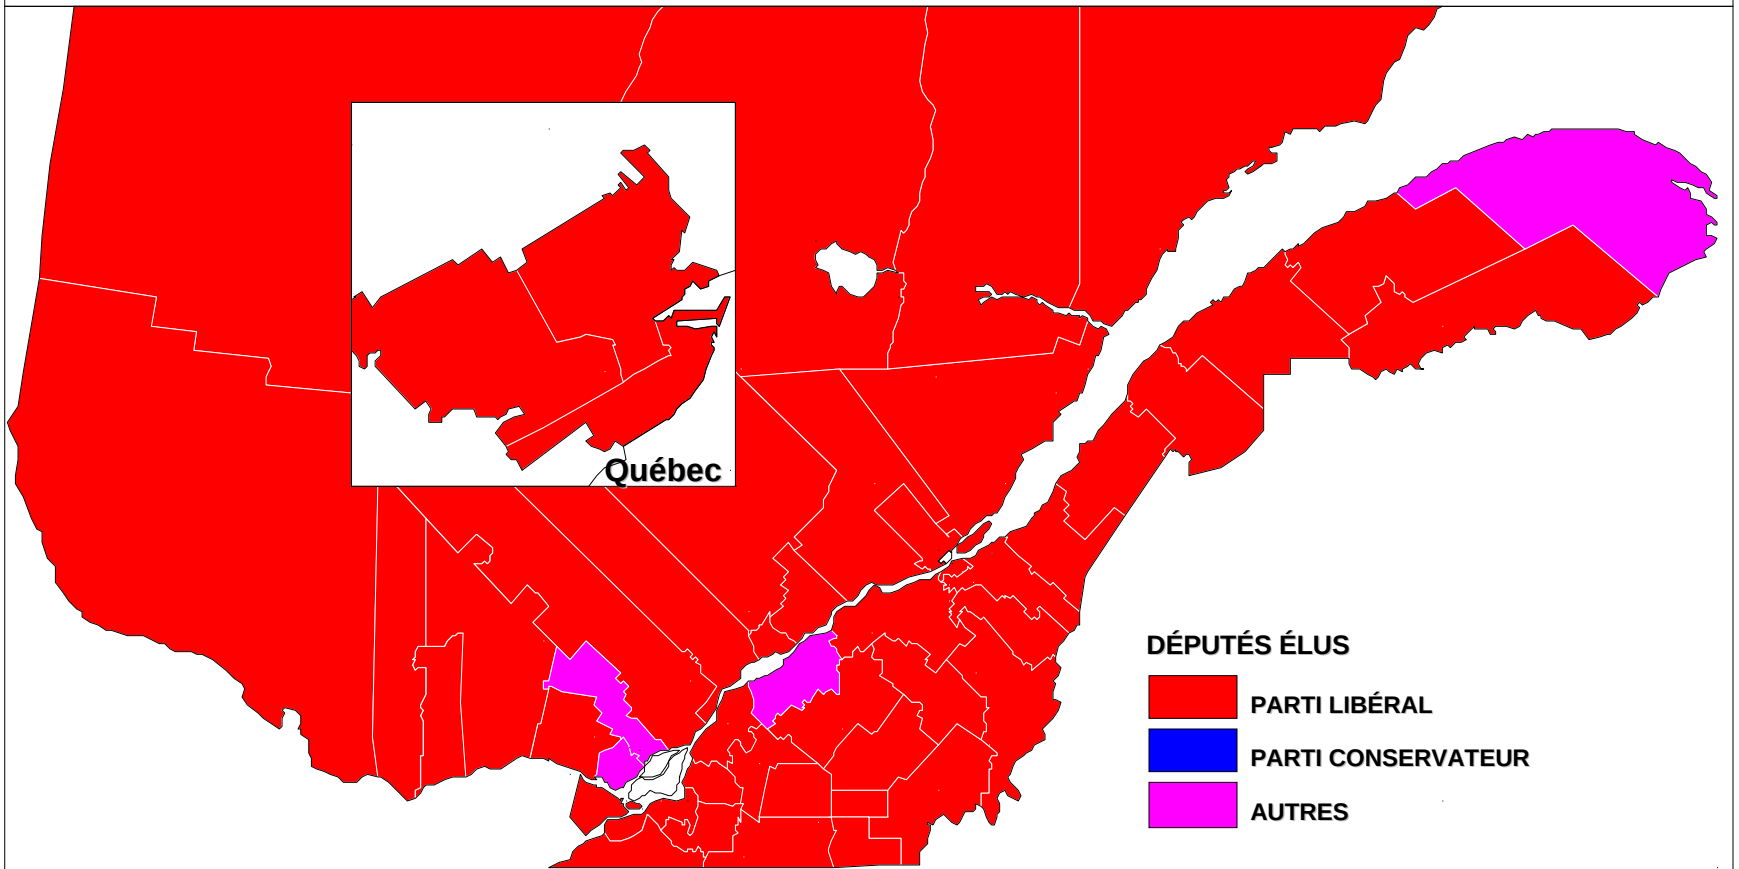 Québec
DÉPUTÉS ÉLUS
PARTI LIBÉRAL
PARTI CONSERVATEUR
AUTRES